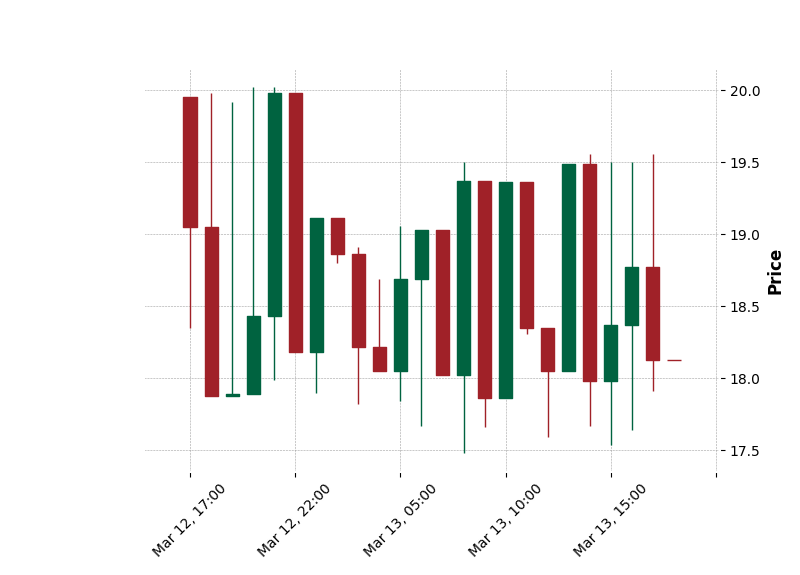 20.0
19.5
19.0
18.5
18.0
17.5
Price
Mar 12, 17:00
Mar 12, 22:00
Mar 13, 05:00
Mar 13, 10:00
Mar 13, 15:00